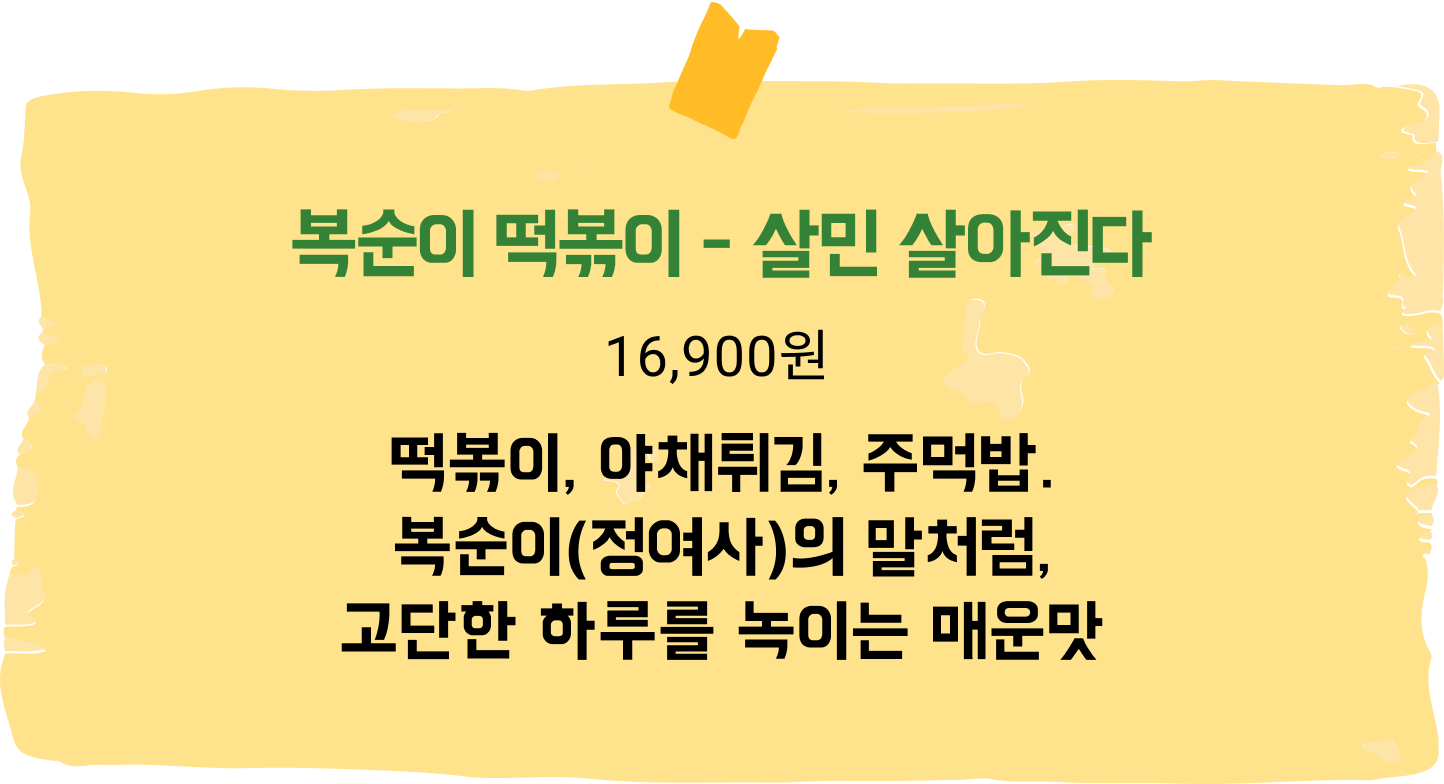 복순이 떡볶이 - 살민 살아진다
16,900원
떡볶이, 야채튀김, 주먹밥.
복순이(정여사)의 말처럼,
고단한 하루를 녹이는 매운맛